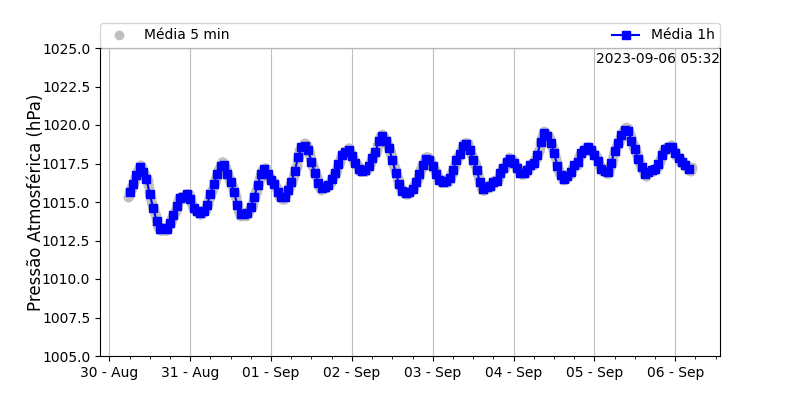 Média 5 min
Média 1h
2023-09-06 05:32
Pressão Atmosférica (hPa)
1025.0
1022.5
1020.0
1017.5
1015.0
1012.5
1010.0
1007.5
1005.0
30 - Aug
31 - Aug
01 - Sep
02 - Sep
03 - Sep
04 - Sep
05 - Sep
06 - Sep